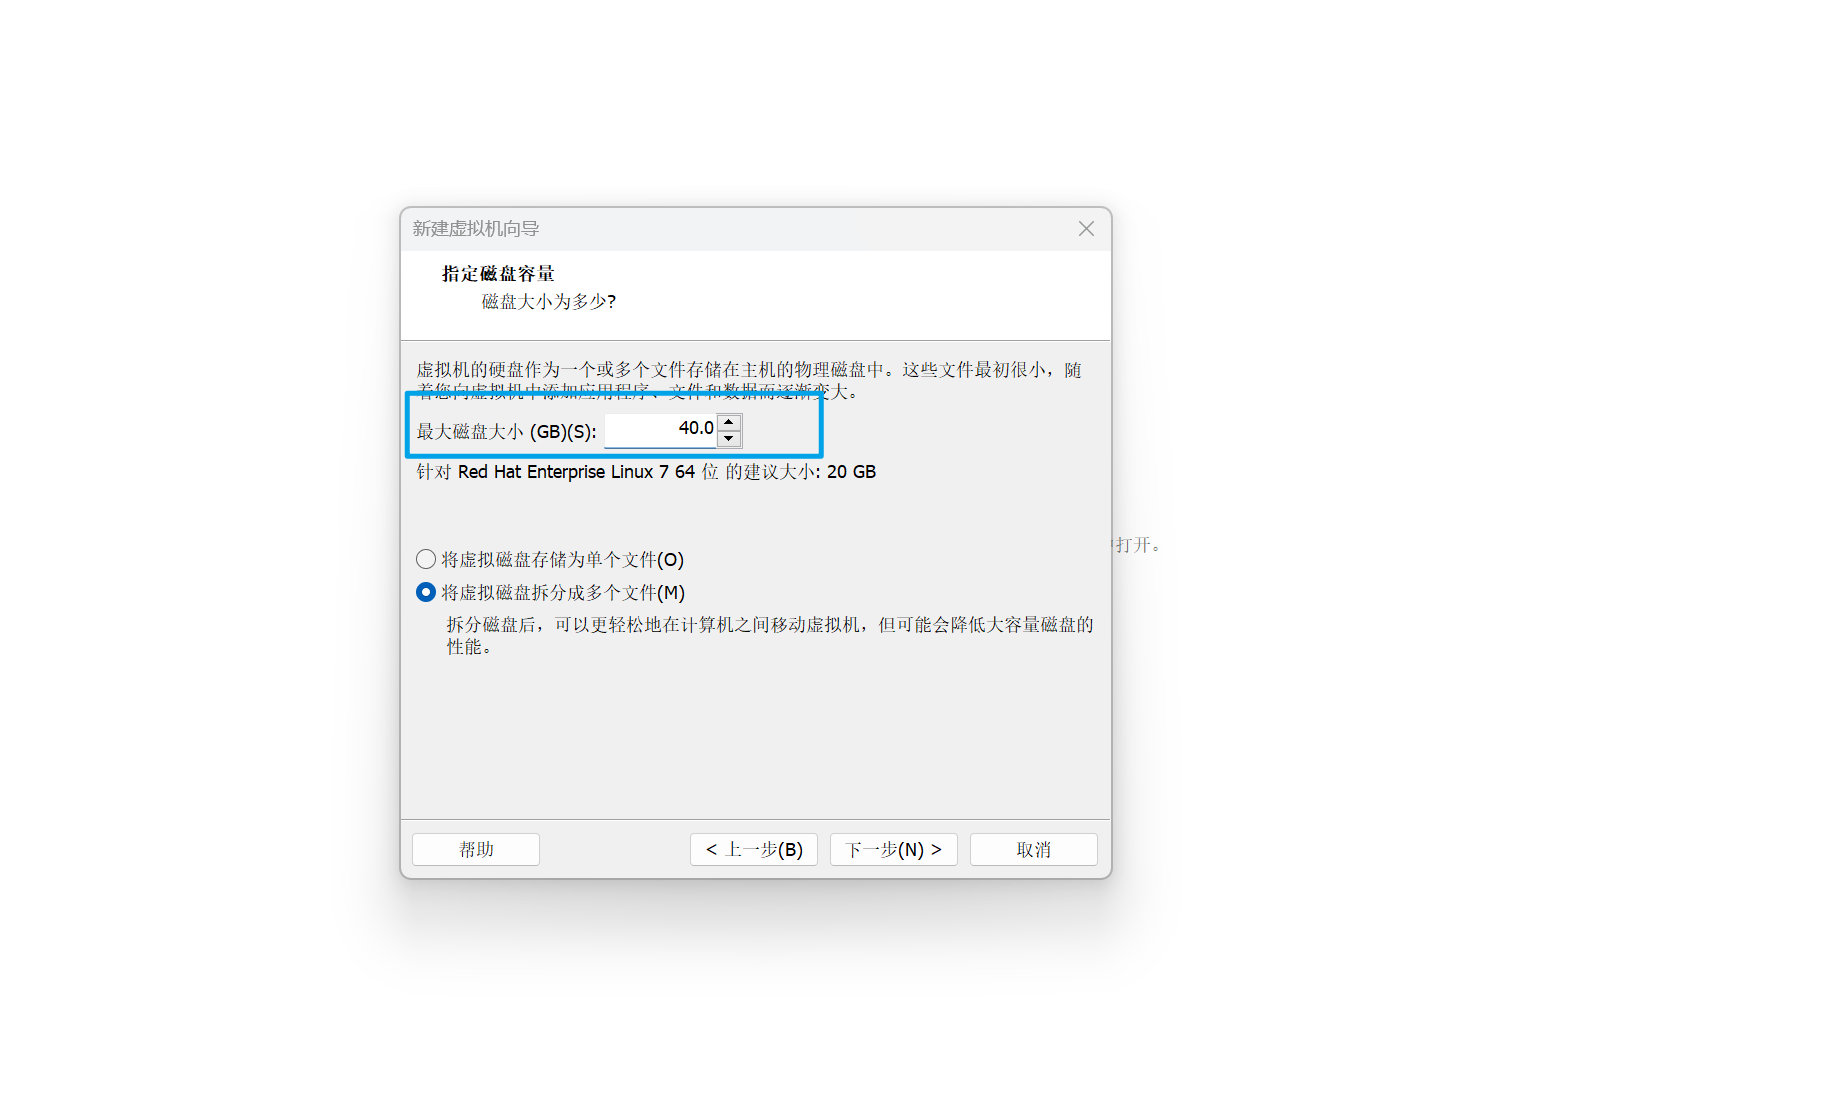 新建虚拟机向导
指定磁盘容量
磁盘大小为多少?
虚拟机的硬盘作为一个或多个文件存储在主机的物理磁盘中。这些文件最初很小，随
着您向虚拟机中添加应用程序、文件和数据而逐渐变大。
最大磁盘大小 (GB)(S): 40.0
针对 Red Hat Enterprise Linux 7 64 位 的建议大小: 20 GB
中打开。
将虚拟磁盘存储为单个文件(O)
将虚拟磁盘拆分成多个文件(M)
拆分磁盘后，可以更轻松地在计算机之间移动虚拟机，但可能会降低大容量磁盘的
性能。
帮助 < 上一步(B) 下一步(N) > 取消